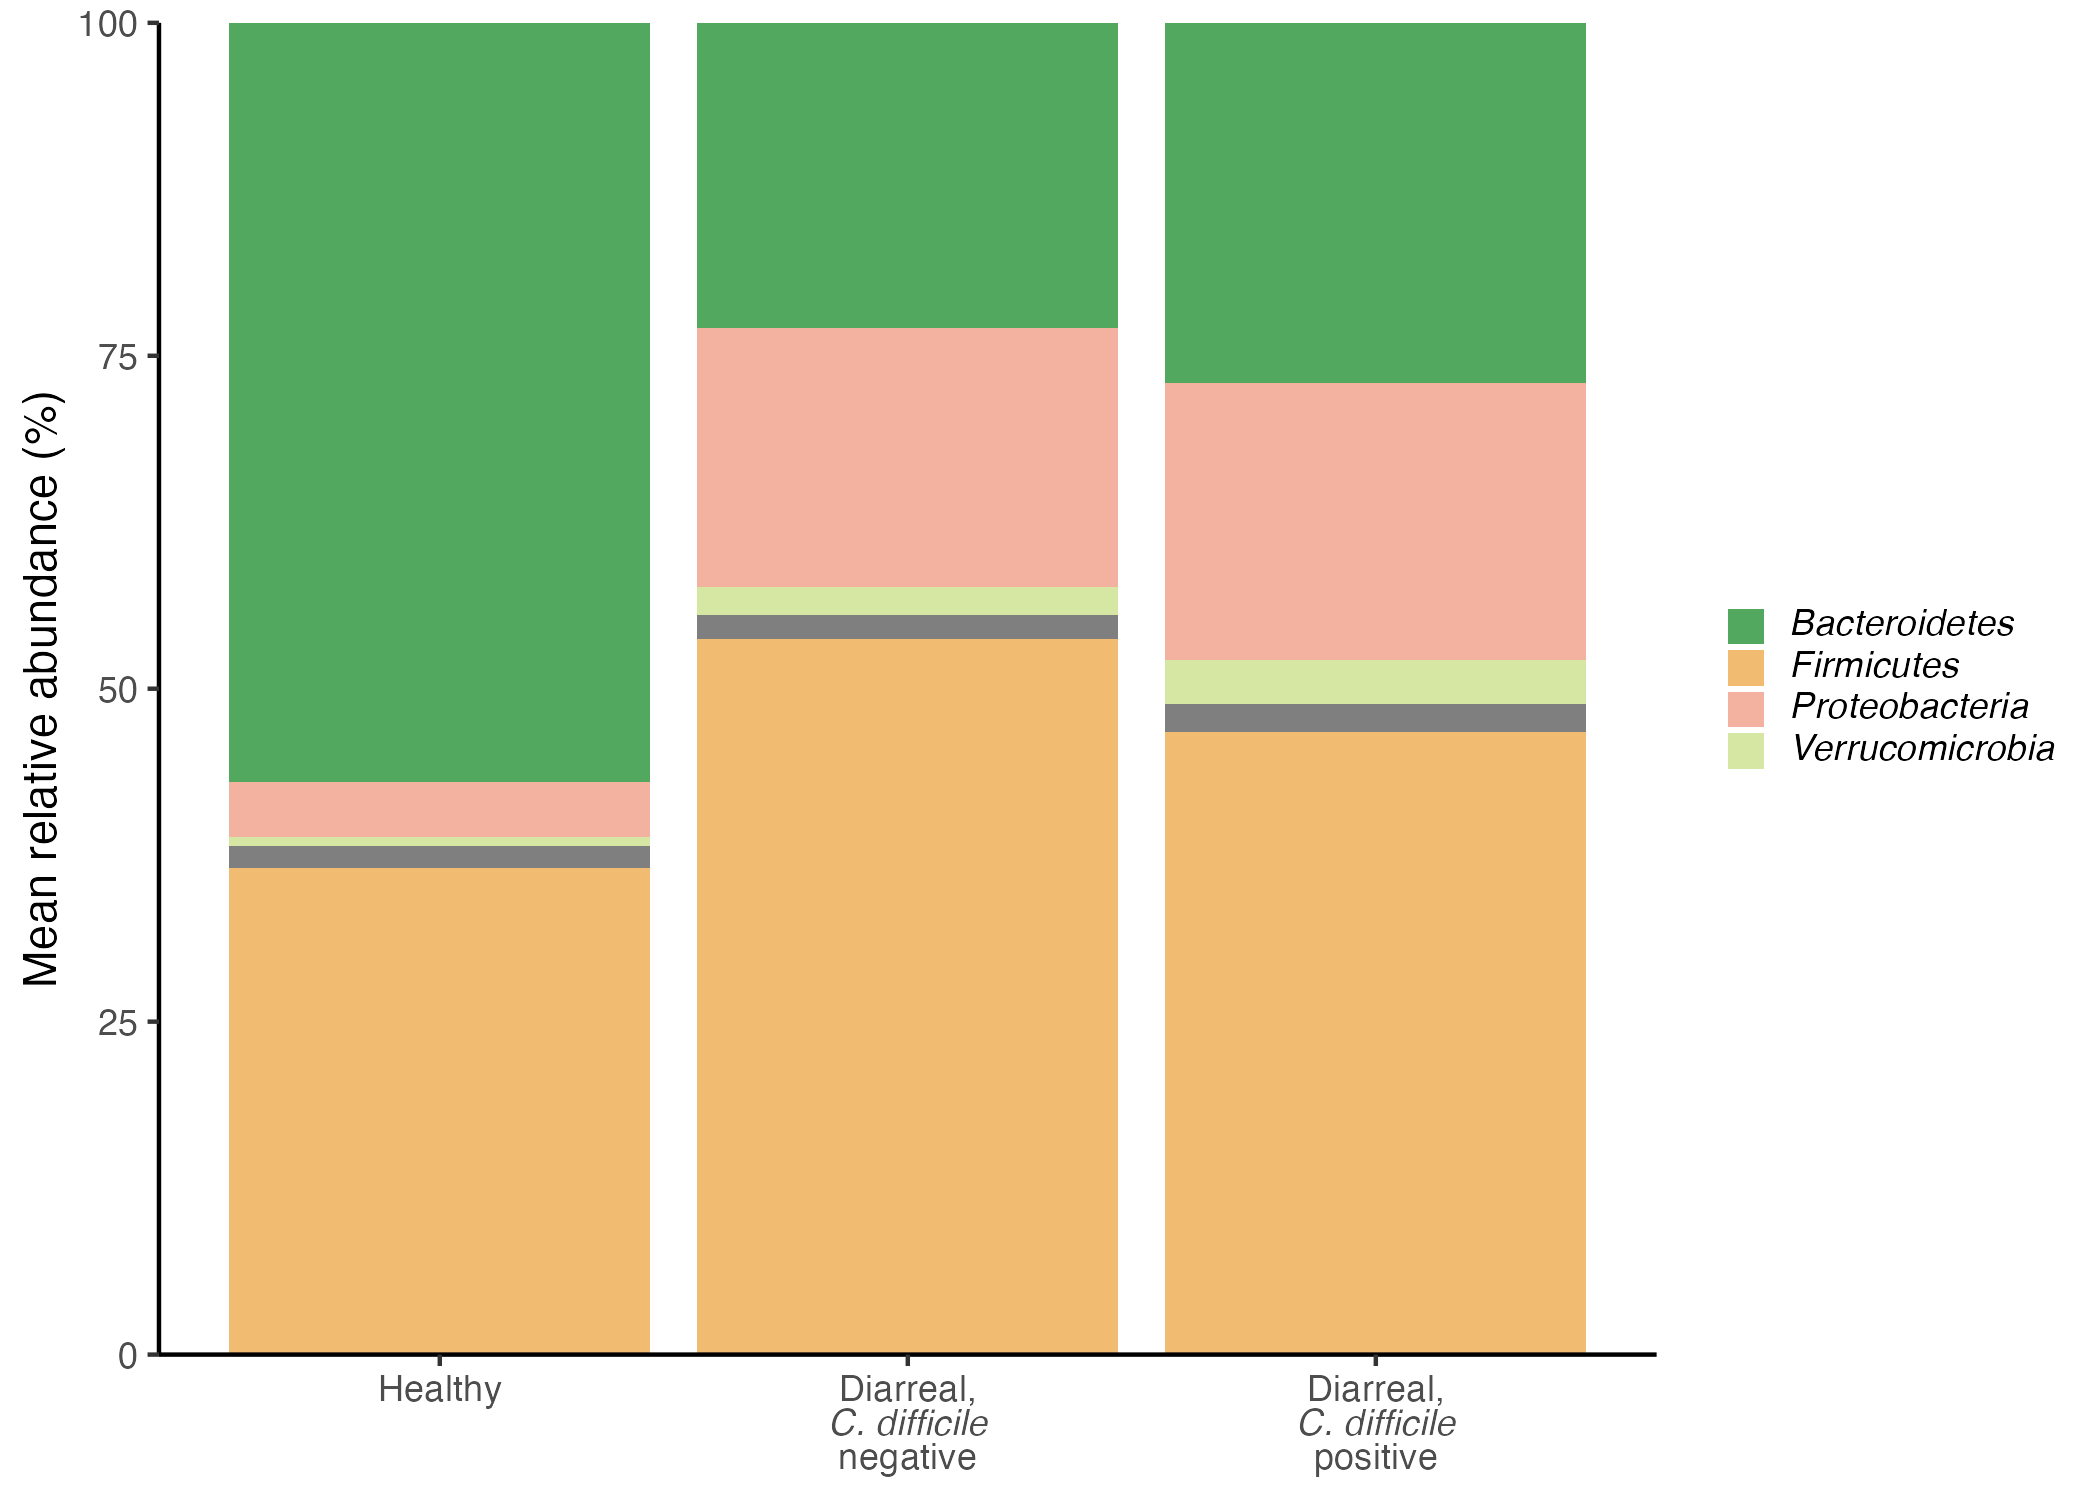 Mean relative abundance (%)
100
75
50
25
0
Healthy
Diarreal,
C. difficile
negative
Diarreal,
C. difficile
positive
Bacteroidetes
Firmicutes
Proteobacteria
Verrucomicrobia